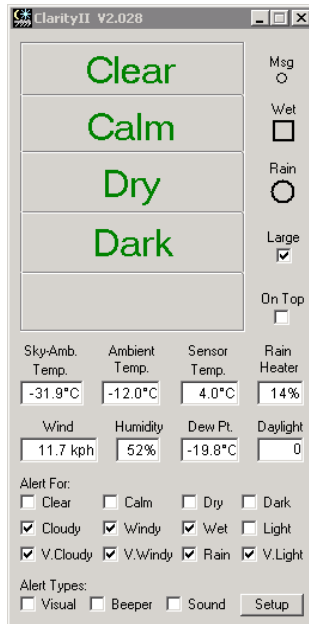 ClarityII V2.028
Clear
Calm
Dry
Dark
Msg
Wet
Rain
Large
On Top
Sky-Amb. Ambient Sensor Rain
Temp. Temp. Temp. Heater
-31.9°C -12.0°C 4.0°C 14%
Wind Humidity Dew Pt. Daylight
11.7 kph 52% -19.8°C 0
Alert For:
Clear Calm Dry Dark
Cloudy Windy Wet Light
V.Cloudy V.Windy Rain V.Light
Alert Types:
Visual Beeper Sound Setup